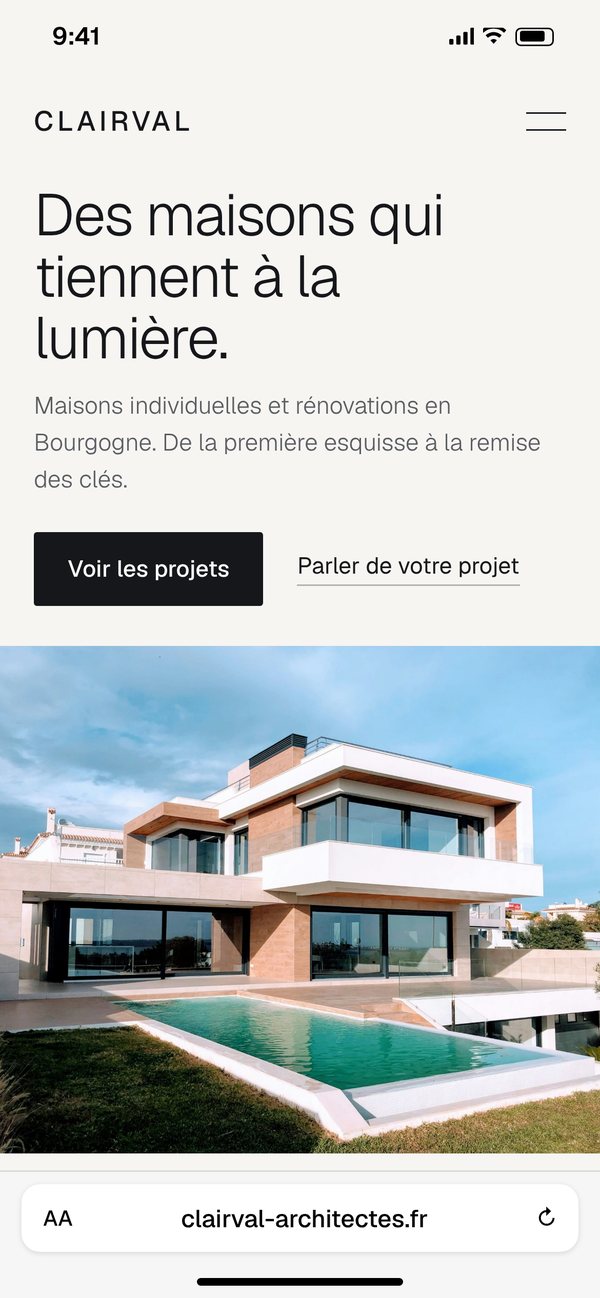 9:41
CLAIRVAL
Des maisons qui
tiennent à la
lumière.
Maisons individuelles et rénovations en
Bourgogne. De la première esquisse à la remise
des clés.
Voir les projets
Parler de votre projet
AA
clairval-architectes.fr